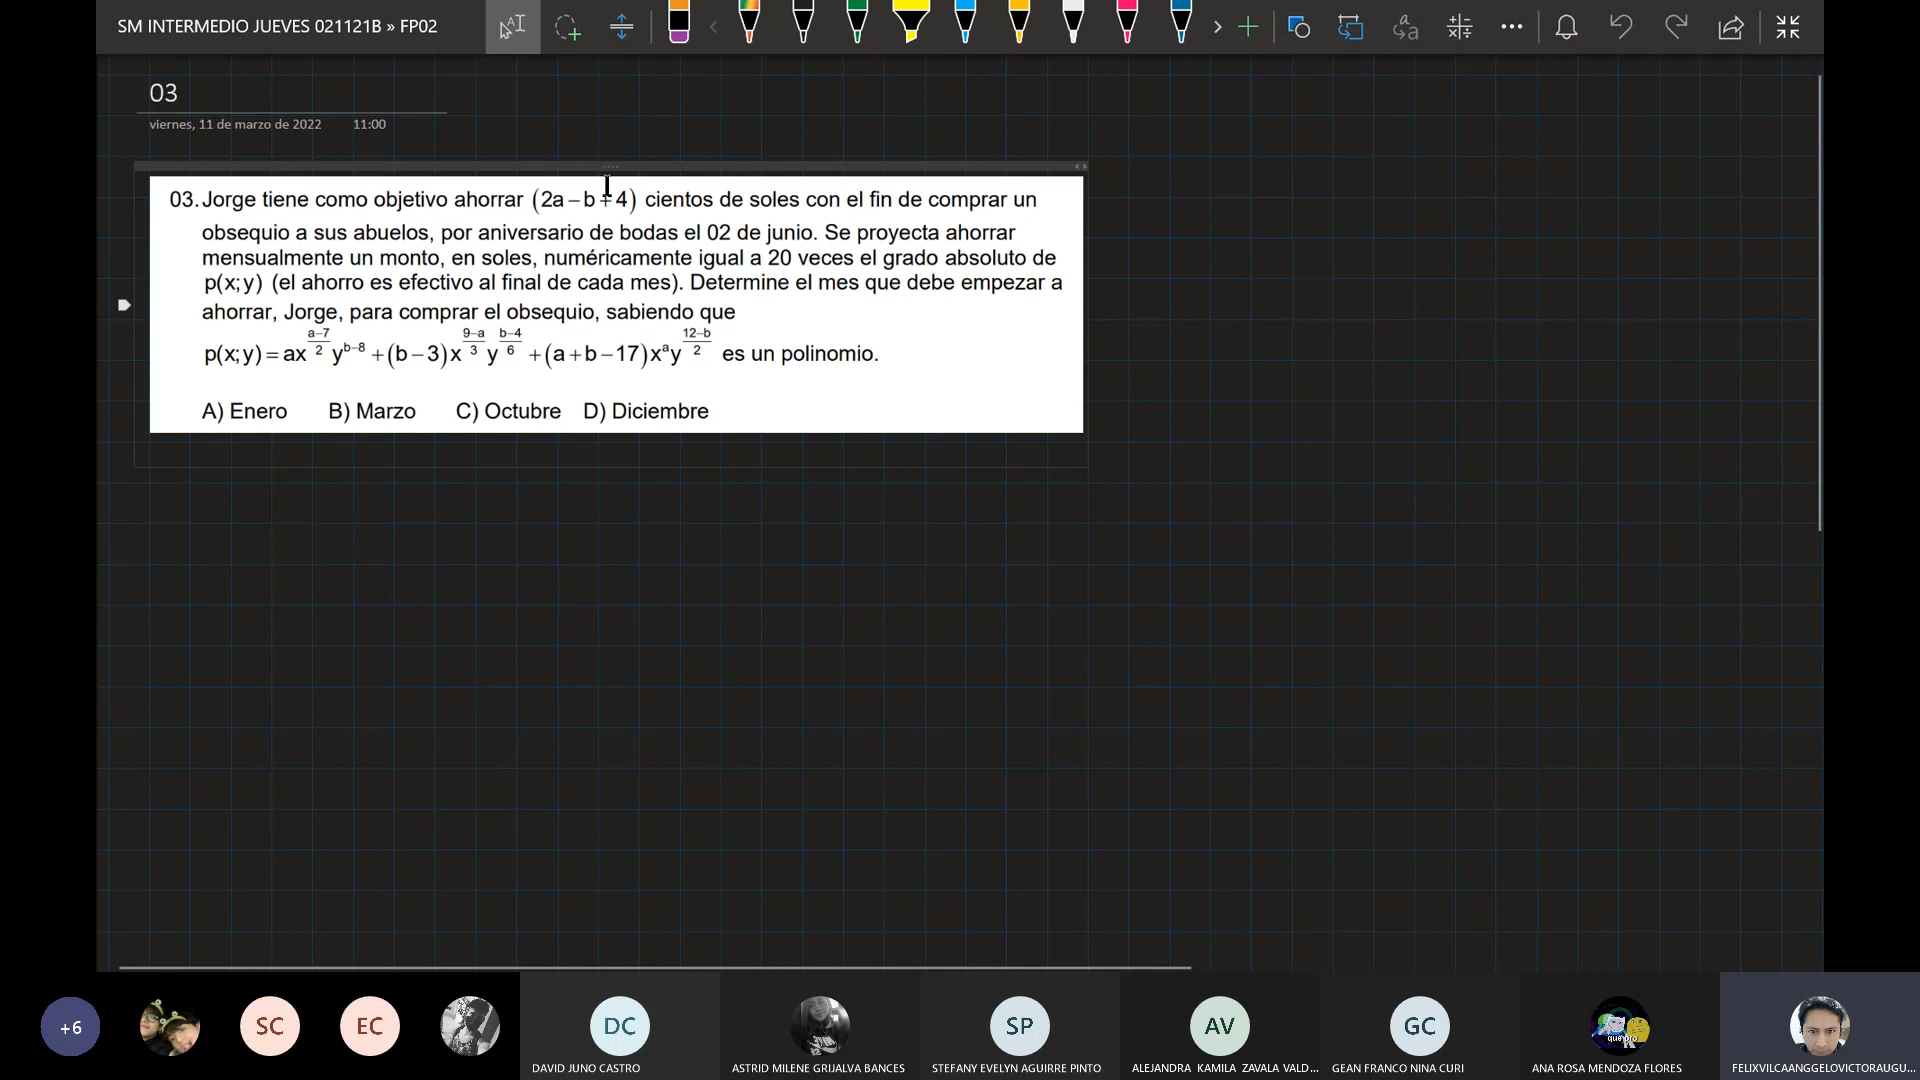 SM INTERMEDIO JUEVES 021121B » FP02
03
viernes, 11 de marzo de 2022 11:00
03. Jorge tiene como objetivo ahorrar (2a – b + 4) cientos de soles con el fin de comprar un
obsequio a sus abuelos, por aniversario de bodas el 02 de junio. Se proyecta ahorrar
mensualmente un monto, en soles, numéricamente igual a 20 veces el grado absoluto de
p(x;y) (el ahorro es efectivo al final de cada mes). Determine el mes que debe empezar a
ahorrar, Jorge, para comprar el obsequio, sabiendo que
p(x;y) = ax^((a–7)/2) y^(b–8) + (b – 3)x^((9–a)/3) y^((b–4)/6) + (a + b – 17)x^a y^((12–b)/2) es un polinomio.
A) Enero B) Marzo C) Octubre D) Diciembre
+6
SC
EC
DC
SP
AV
GC
que pro
DAVID JUNO CASTRO
ASTRID MILENE GRIJALVA BANCES
STEFANY EVELYN AGUIRRE PINTO
ALEJANDRA KAMILA ZAVALA VALD...
GEAN FRANCO NINA CURI
ANA ROSA MENDOZA FLORES
FELIXVILCAANGGELOVICTORAUGU...